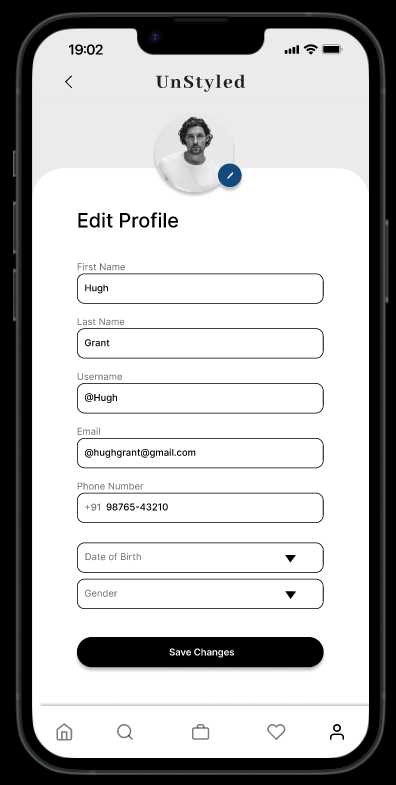 19:02
UnStyled
Edit Profile
First Name
Hugh
Last Name
Grant
Username
@Hugh
Email
@hughgrant@gmail.com
Phone Number
+91 98765-43210
Date of Birth
Gender
Save Changes